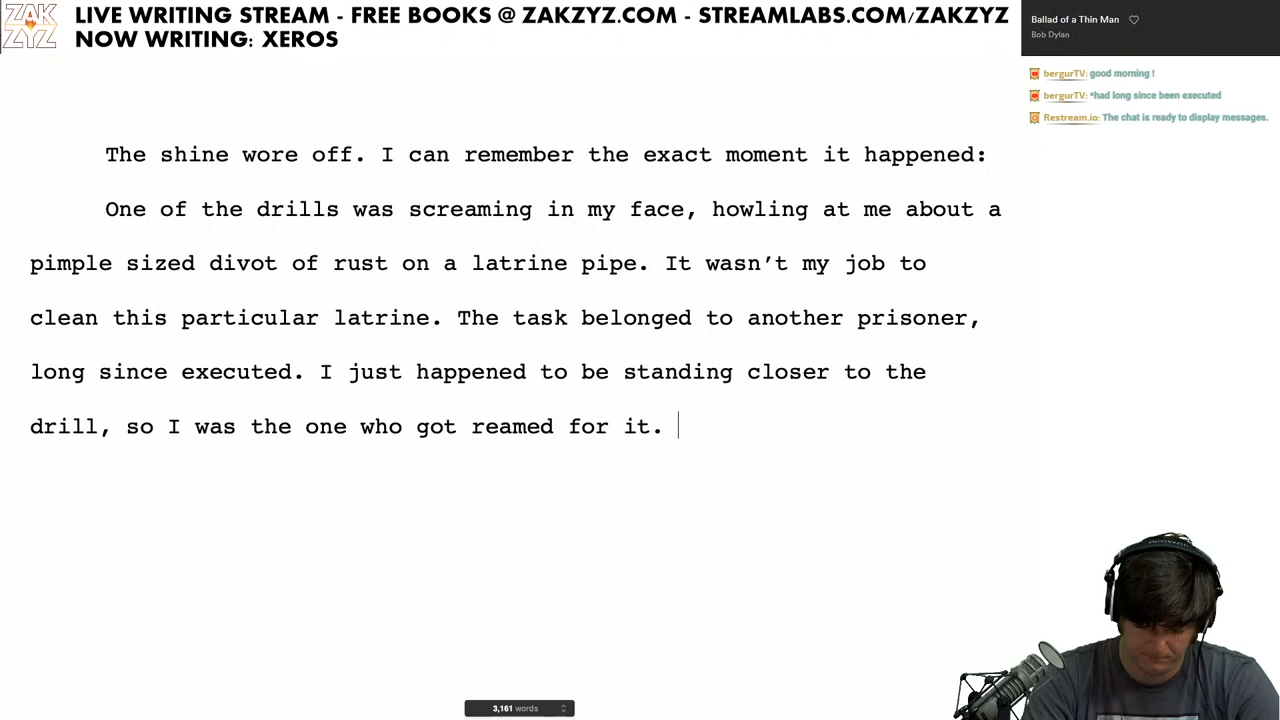 ZAK
ZYZ
LIVE WRITING STREAM - FREE BOOKS @ ZAKZYZ.COM - STREAMLABS.COM/ZAKZYZ
NOW WRITING: XEROS
Ballad of a Thin Man
Bob Dylan
bergurTV: good morning !
bergurTV: *had long since been executed
Restream.io: The chat is ready to display messages.
The shine wore off. I can remember the exact moment it happened:
One of the drills was screaming in my face, howling at me about a
pimple sized divot of rust on a latrine pipe. It wasn’t my job to
clean this particular latrine. The task belonged to another prisoner,
long since executed. I just happened to be standing closer to the
drill, so I was the one who got reamed for it.
3,161 words